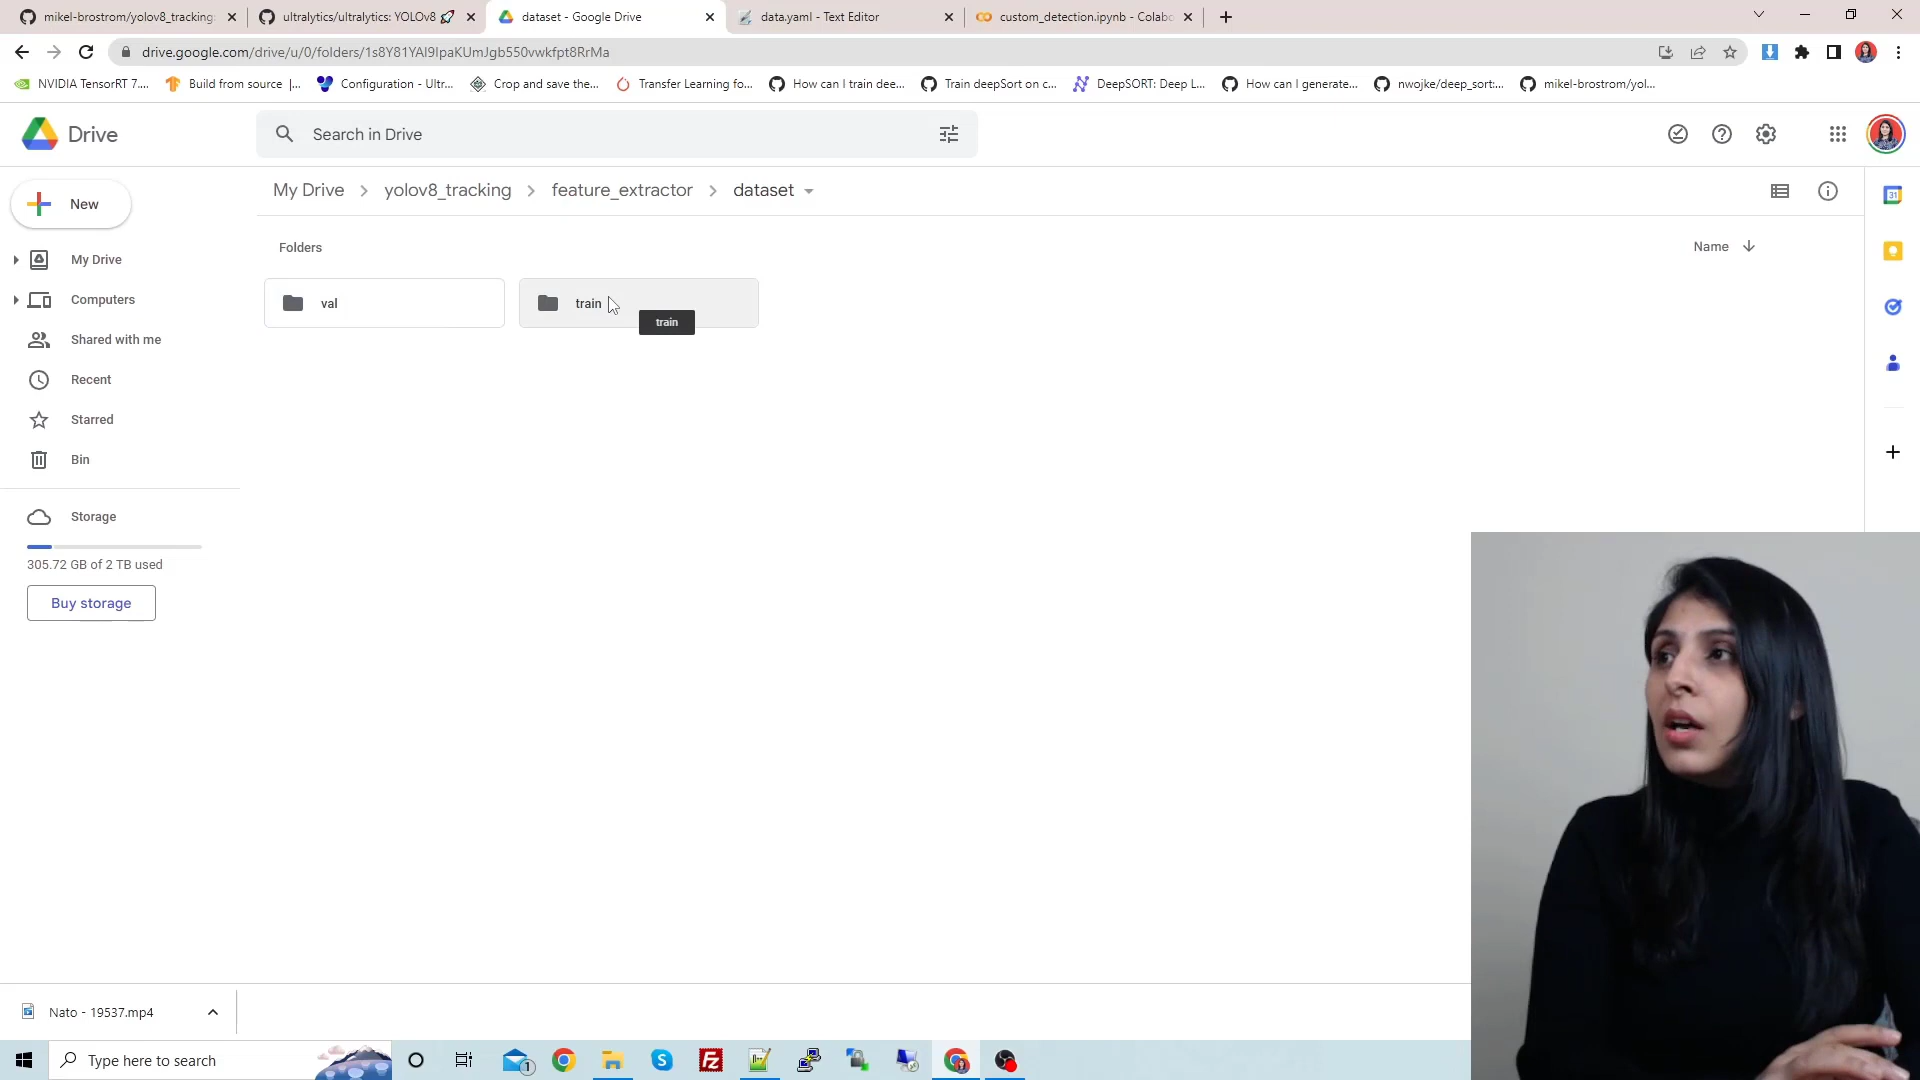 mikel-brostrom/yolov8_tracking
ultralytics/ultralytics: YOLOv8
dataset - Google Drive
data.yaml - Text Editor
custom_detection.ipynb - Colabo
drive.google.com/drive/u/0/folders/1s8Y81YAI9IpaKUmJgb550vwkfpt8RrMa
NVIDIA TensorRT 7....
Build from source |...
Configuration - Ultr...
Crop and save the...
Transfer Learning fo...
How can I train dee...
Train deepSort on c...
DeepSORT: Deep L...
How can I generate...
nwojke/deep_sort:...
mikel-brostrom/yol...
Drive
Search in Drive
New
My Drive
Computers
Shared with me
Recent
Starred
Bin
Storage
305.72 GB of 2 TB used
Buy storage
My Drive > yolov8_tracking > feature_extractor > dataset
Folders
Name
val
train
train
31
Nato - 19537.mp4
Type here to search
1